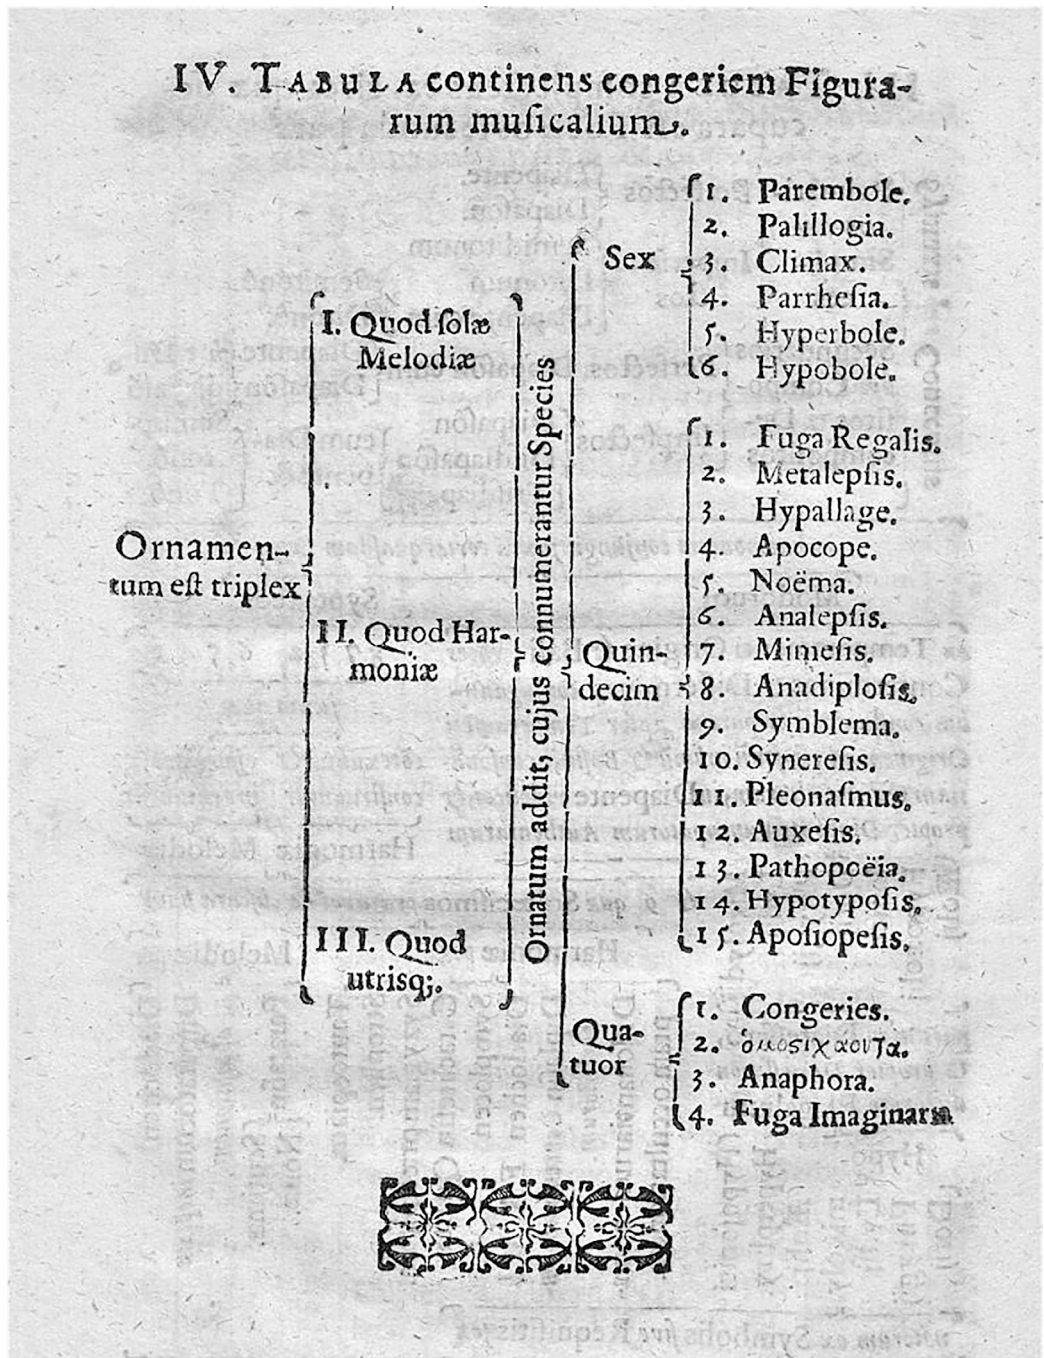 IV. TABULA continens congeriem Figura-
rum muſicalium.
Ornamen-
tum eſt triplex
I. Quod ſolæ
Melodiæ
II. Quod Har-
moniæ
III. Quod
utrisq;.
Ornatum addit, cujus connumerantur Species
Sex
1. Parembole.
2. Palillogia.
3. Climax.
4. Parrheſia.
5. Hyperbole.
6. Hypobole.
Quin-
decim
1. Fuga Regalis.
2. Metalepſis.
3. Hypallage.
4. Apocope.
5. Noëma.
6. Analepſis.
7. Mimeſis.
8. Anadiploſis.
9. Symblema.
10. Synereſis.
11. Pleonaſmus.
12. Auxeſis.
13. Pathopoëia.
14. Hypotypoſis.
15. Apoſiopeſis.
Qua-
tuor
1. Congeries.
2.
3. Anaphora.
4. Fuga Imaginaria